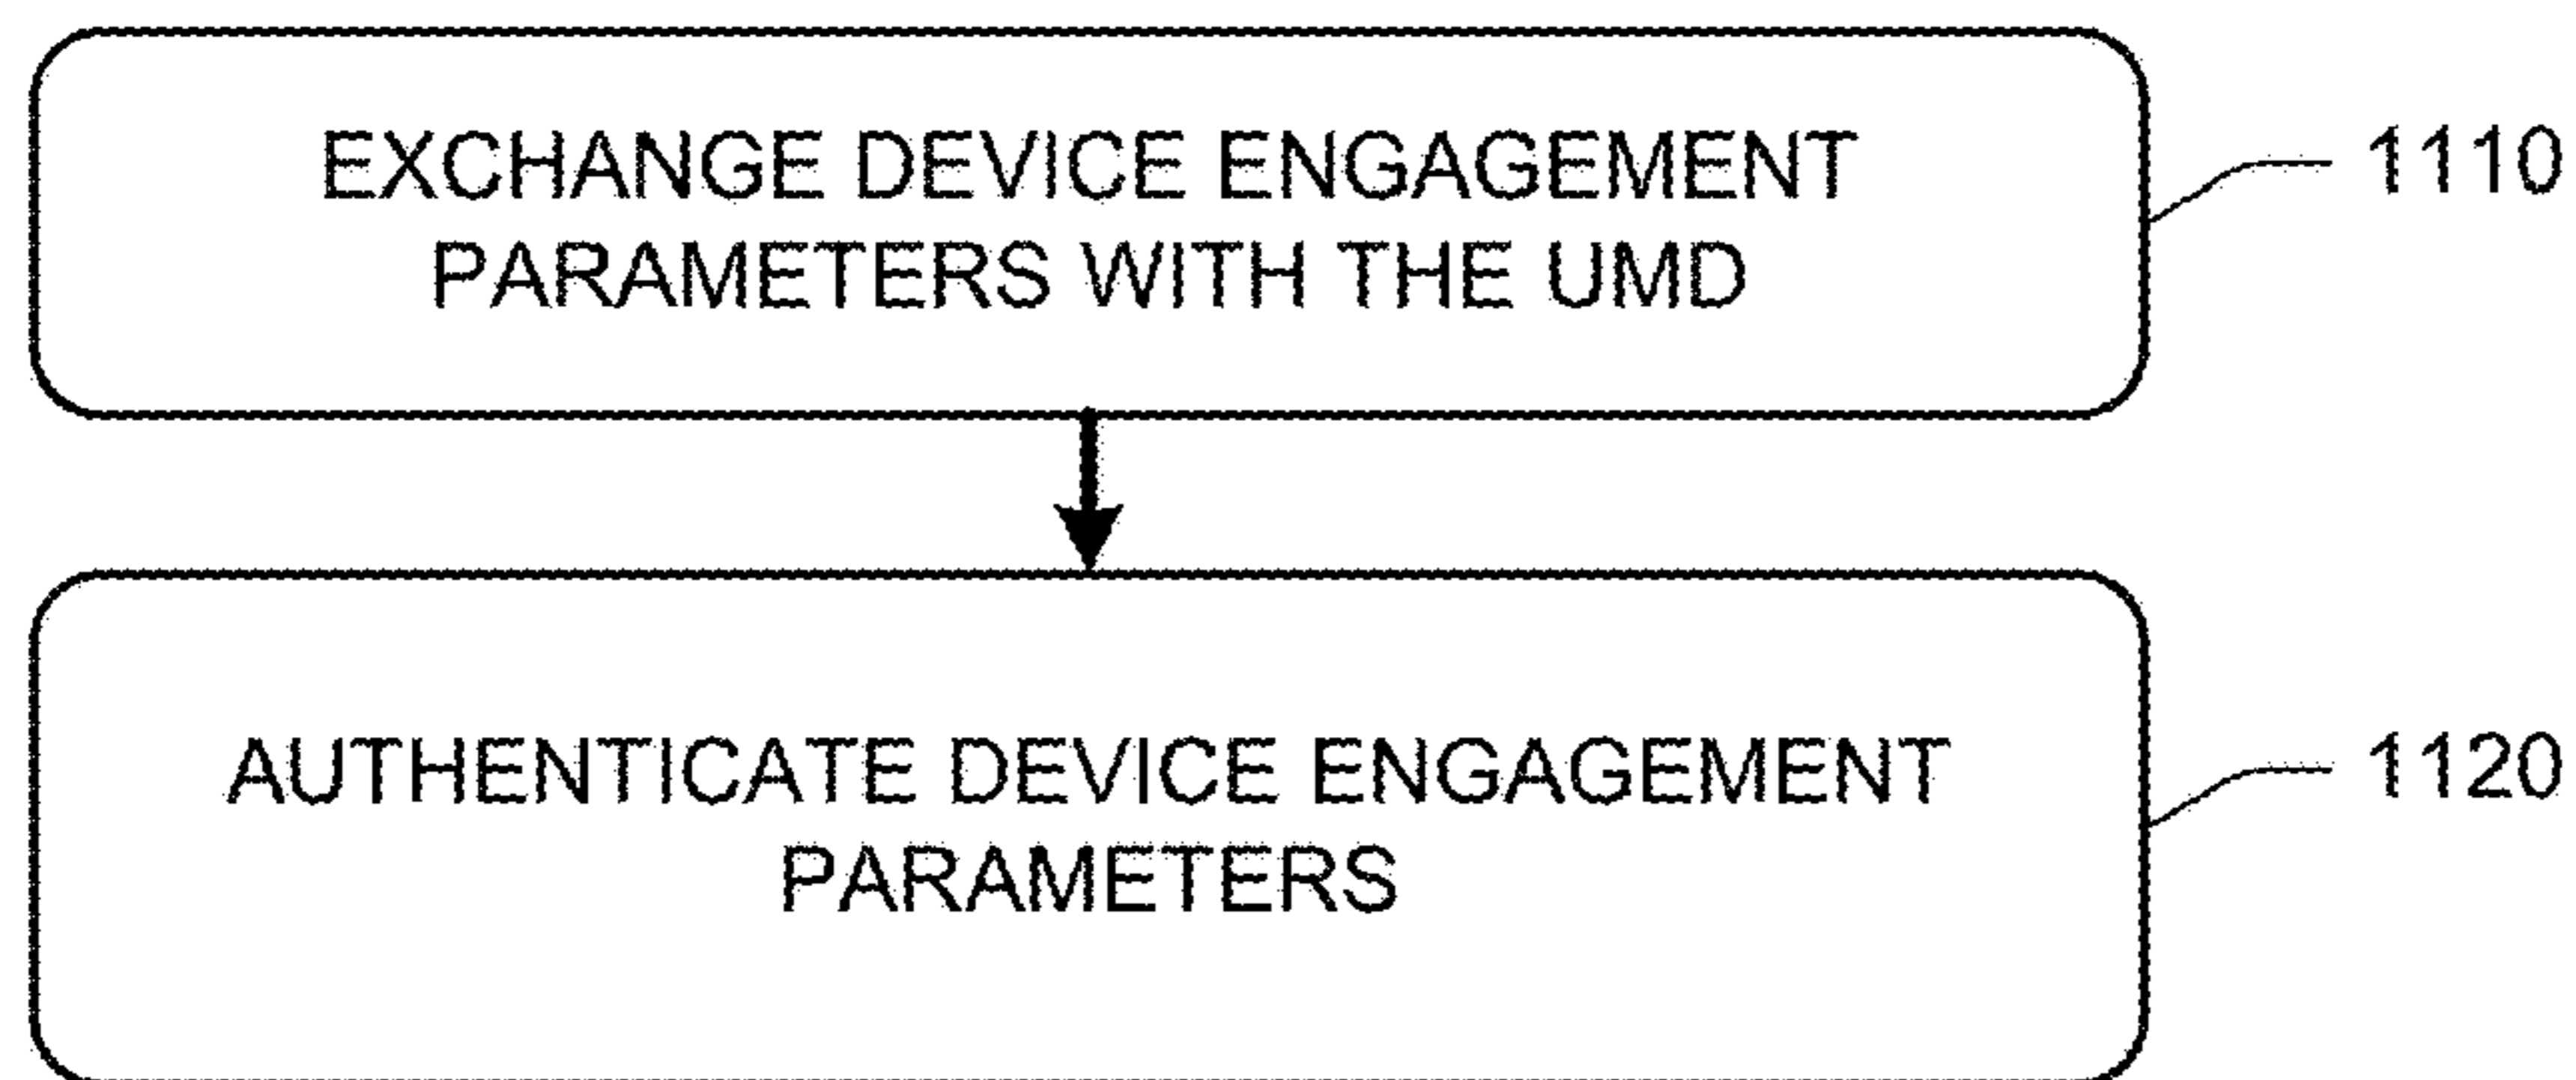 EXCHANGE DEVICE ENGAGEMENT
PARAMETERS WITH THE UMD
1110
AUTHENTICATE DEVICE ENGAGEMENT
PARAMETERS
1120